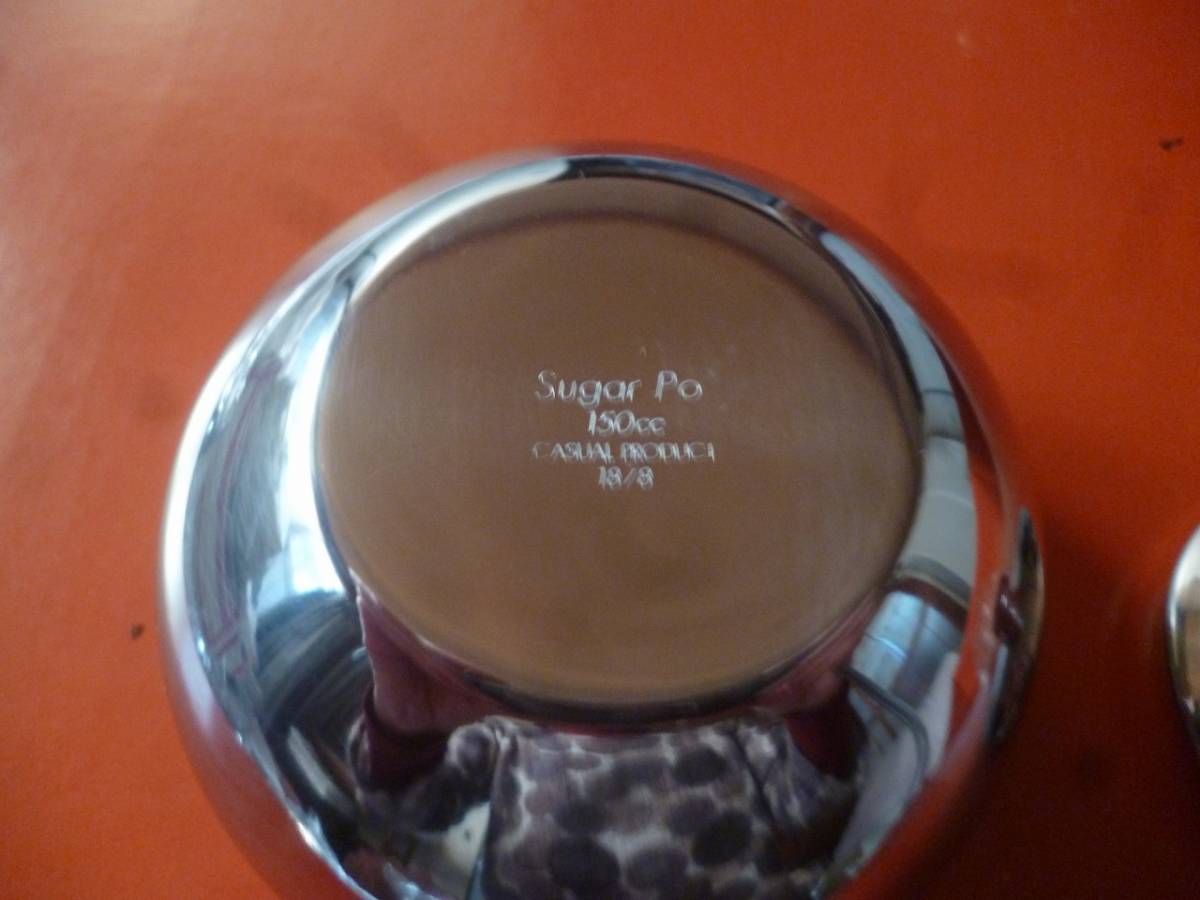 Sugar Po
150cc
CASUAL PRODUCT
18/8